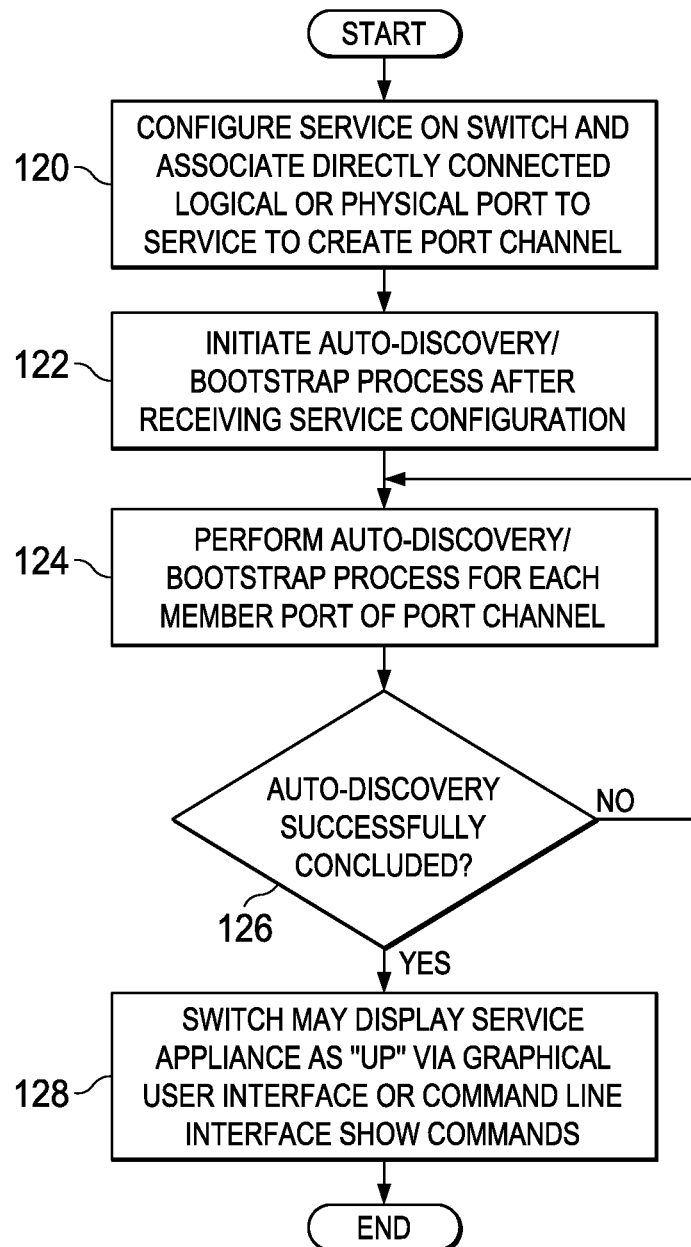 START
120
CONFIGURE SERVICE ON SWITCH AND
ASSOCIATE DIRECTLY CONNECTED
LOGICAL OR PHYSICAL PORT TO
SERVICE TO CREATE PORT CHANNEL
122
INITIATE AUTO-DISCOVERY/
BOOTSTRAP PROCESS AFTER
RECEIVING SERVICE CONFIGURATION
124
PERFORM AUTO-DISCOVERY/
BOOTSTRAP PROCESS FOR EACH
MEMBER PORT OF PORT CHANNEL
AUTO-DISCOVERY
SUCCESSFULLY
CONCLUDED?
NO
126
YES
128
SWITCH MAY DISPLAY SERVICE
APPLIANCE AS "UP" VIA GRAPHICAL
USER INTERFACE OR COMMAND LINE
INTERFACE SHOW COMMANDS
END